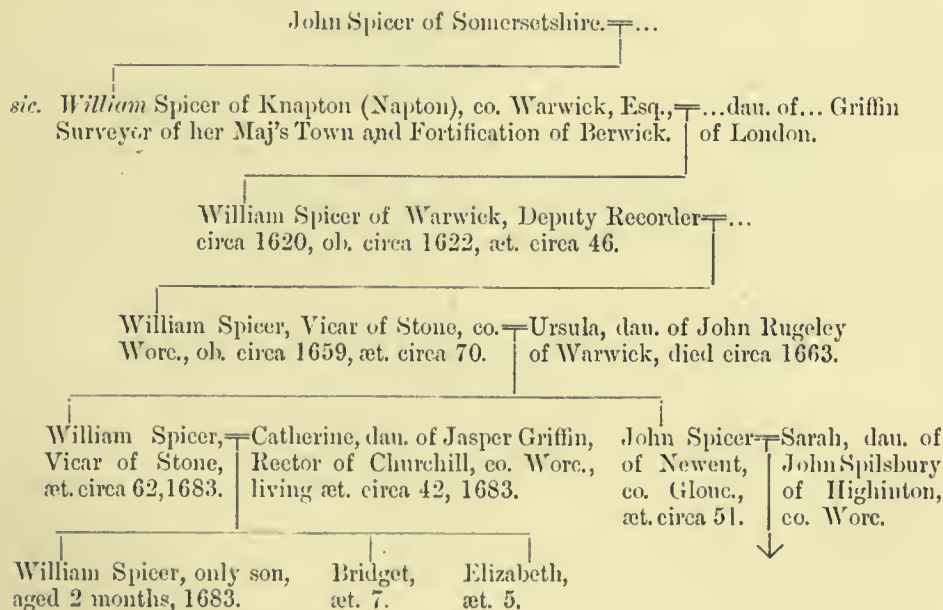 John Spicer of Somersetshire.=...
sic. William Spicer of Knapton (Napton), co. Warwick, Esq.,=...dau. of... Griffin
Surveyor of her Maj's Town and Fortification of Berwick. of London.
William Spicer of Warwick, Deputy Recorder=...
circa 1620, ob. circa 1622, æt. circa 46.
William Spicer, Vicar of Stone, co.=Ursula, dau. of John Rugeley
Worc., ob. circa 1659, æt. circa 70. of Warwick, died circa 1663.
William Spicer,=Catherine, dau. of Jasper Griffin,
Vicar of Stone, Rector of Churchill, co. Worc.,
æt. circa 62, 1683. living æt. circa 42, 1683.
John Spicer=Sarah, dau. of
of Newent, John Spilsbury
co. Glouc., of Highinton,
æt. circa 51. co. Worc.
William Spicer, only son,
aged 2 months, 1683.
Bridget,
æt. 7.
Elizabeth,
æt. 5.